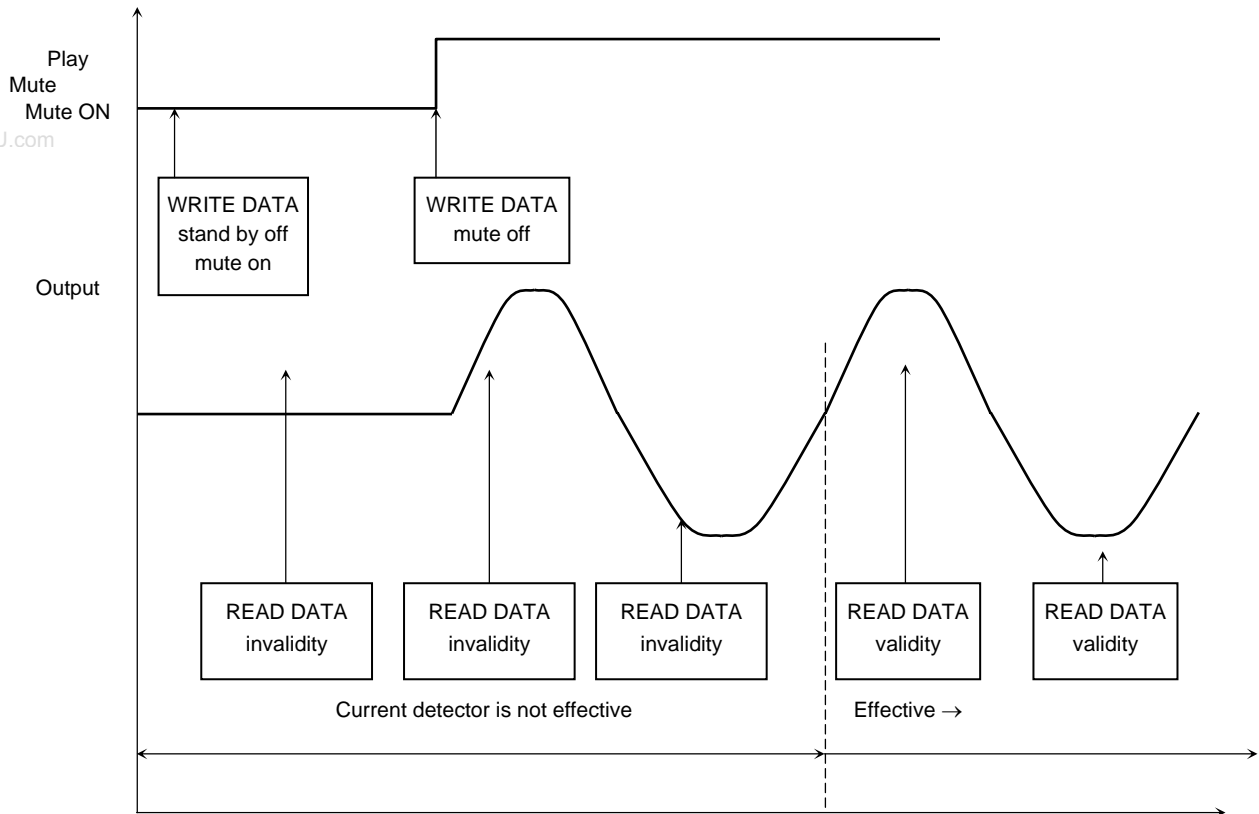 Play
Mute
Mute ON
J.com
WRITE DATA
stand by off
mute on
WRITE DATA
mute off
Output
READ DATA
invalidity
READ DATA
invalidity
READ DATA
invalidity
READ DATA
validity
READ DATA
validity
Current detector is not effective
Effective →